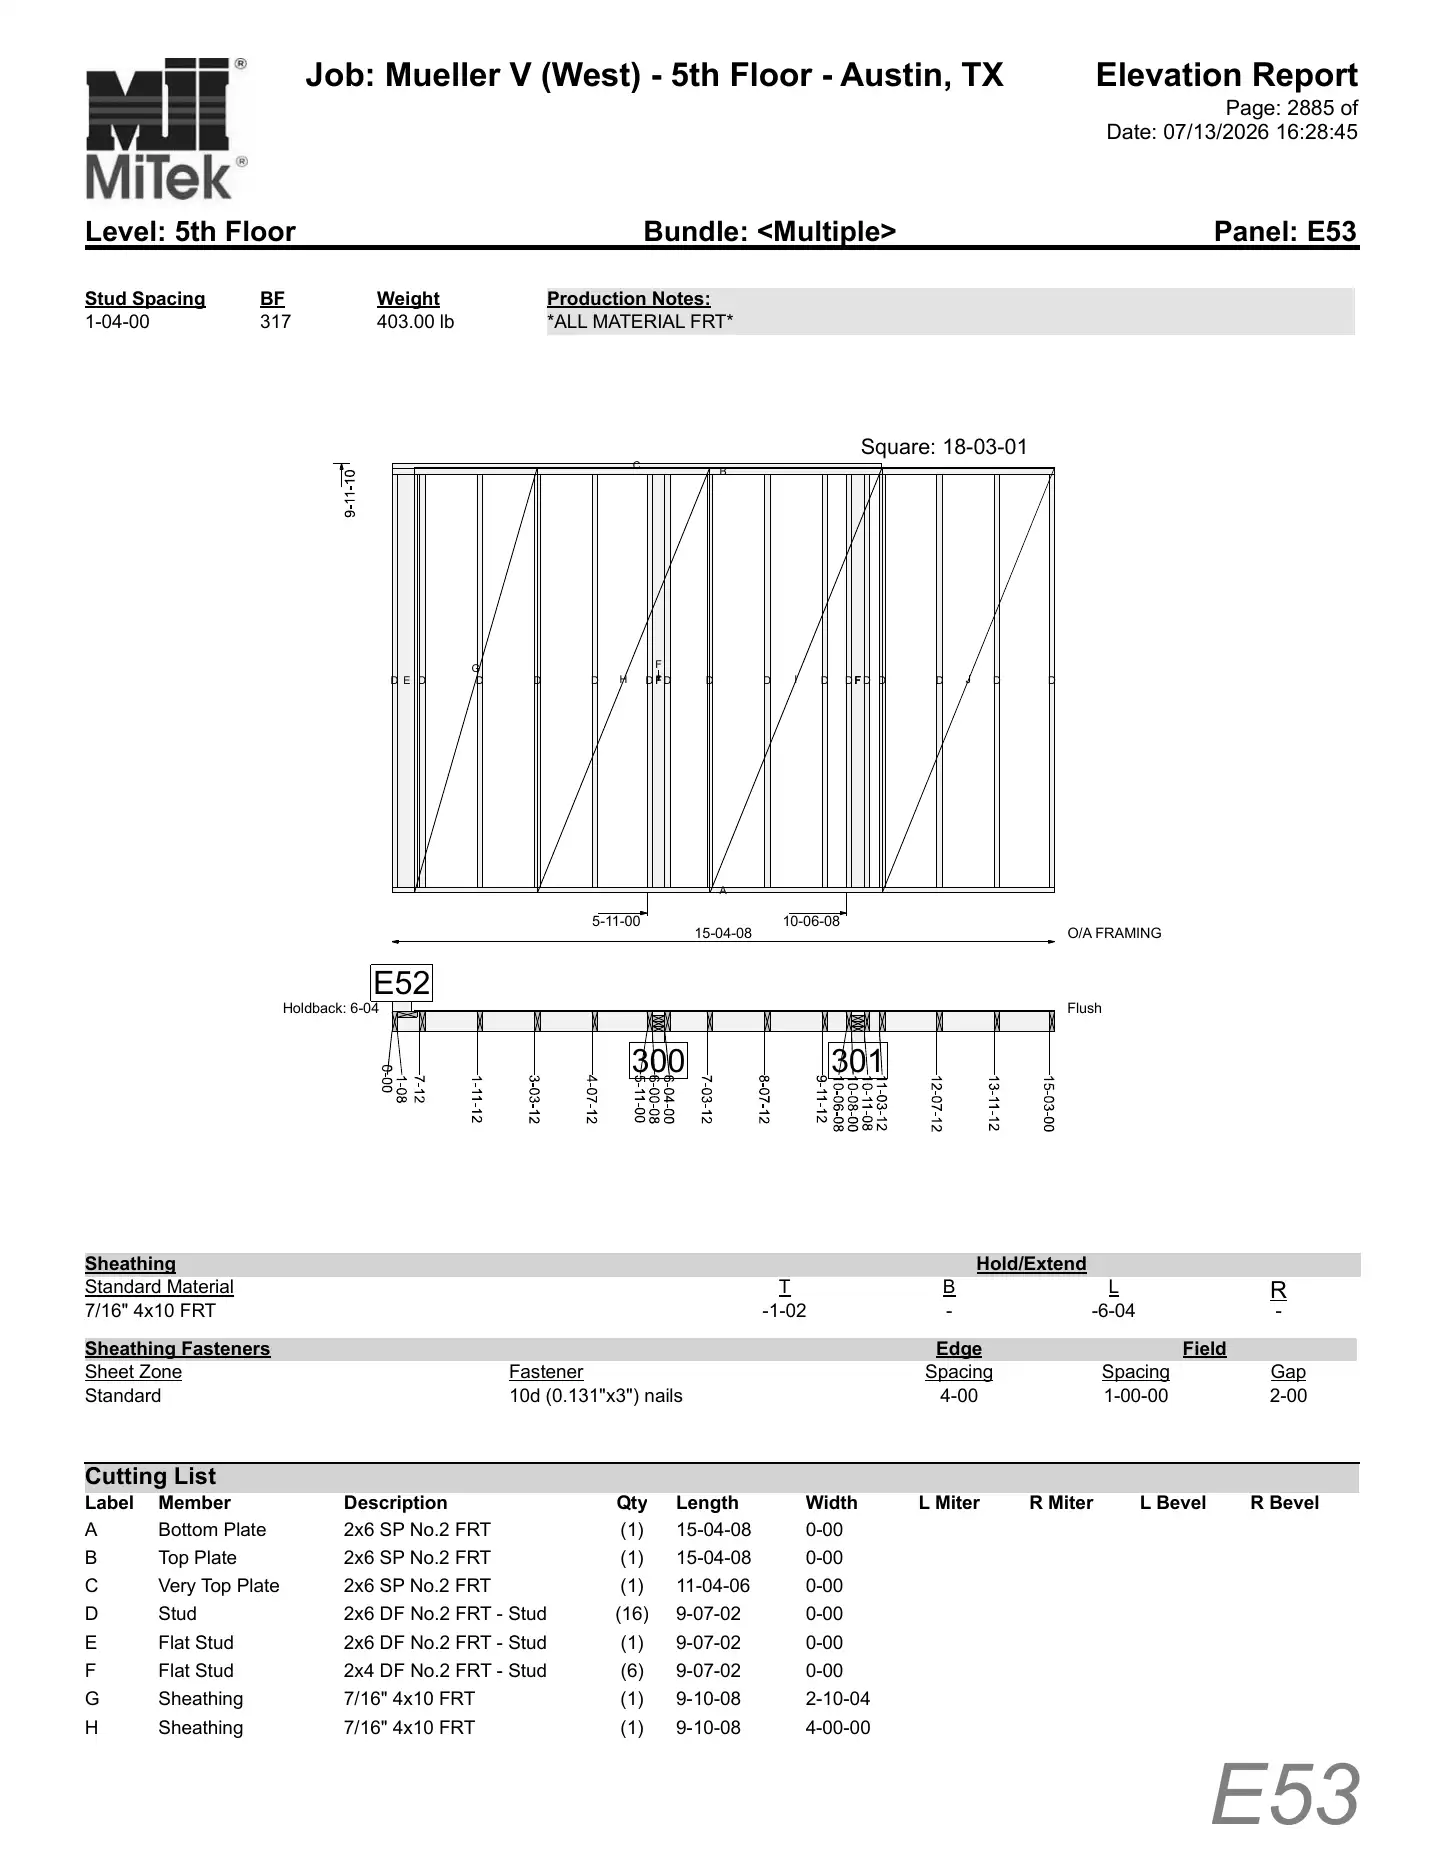 Job: Mueller V (West) - 5th Floor - Austin, TX
Elevation Report
Page: 2885 of
Date: 07/13/2026 16:28:45
MiTek®
Level: 5th Floor Bundle: <Multiple> Panel: E53
Stud Spacing BF Weight Production Notes:
1-04-00 317 403.00 lb *ALL MATERIAL FRT*
Square: 18-03-01
9-11-10
C
B
F
G
D E D D D D H D F D D D I D D F D D D J D D
A
5-11-00 10-06-08
15-04-08 O/A FRAMING
E52
Holdback: 6-04 Flush
300 301
0-00 1-08 7-12 1-11-12 3-03-12 4-07-12 5-11-00 6-00-08 6-04-00 7-03-12 8-07-12 9-11-12 10-06-08 10-08-00 10-11-08 11-03-12 12-07-12 13-11-12 15-03-00
Sheathing Hold/Extend
Standard Material T B L R
7/16" 4x10 FRT -1-02 - -6-04 -
Sheathing Fasteners Edge Field
Sheet Zone Fastener Spacing Spacing Gap
Standard 10d (0.131"x3") nails 4-00 1-00-00 2-00
Cutting List
Label Member Description Qty Length Width L Miter R Miter L Bevel R Bevel
A Bottom Plate 2x6 SP No.2 FRT (1) 15-04-08 0-00
B Top Plate 2x6 SP No.2 FRT (1) 15-04-08 0-00
C Very Top Plate 2x6 SP No.2 FRT (1) 11-04-06 0-00
D Stud 2x6 DF No.2 FRT - Stud (16) 9-07-02 0-00
E Flat Stud 2x6 DF No.2 FRT - Stud (1) 9-07-02 0-00
F Flat Stud 2x4 DF No.2 FRT - Stud (6) 9-07-02 0-00
G Sheathing 7/16" 4x10 FRT (1) 9-10-08 2-10-04
H Sheathing 7/16" 4x10 FRT (1) 9-10-08 4-00-00
E53